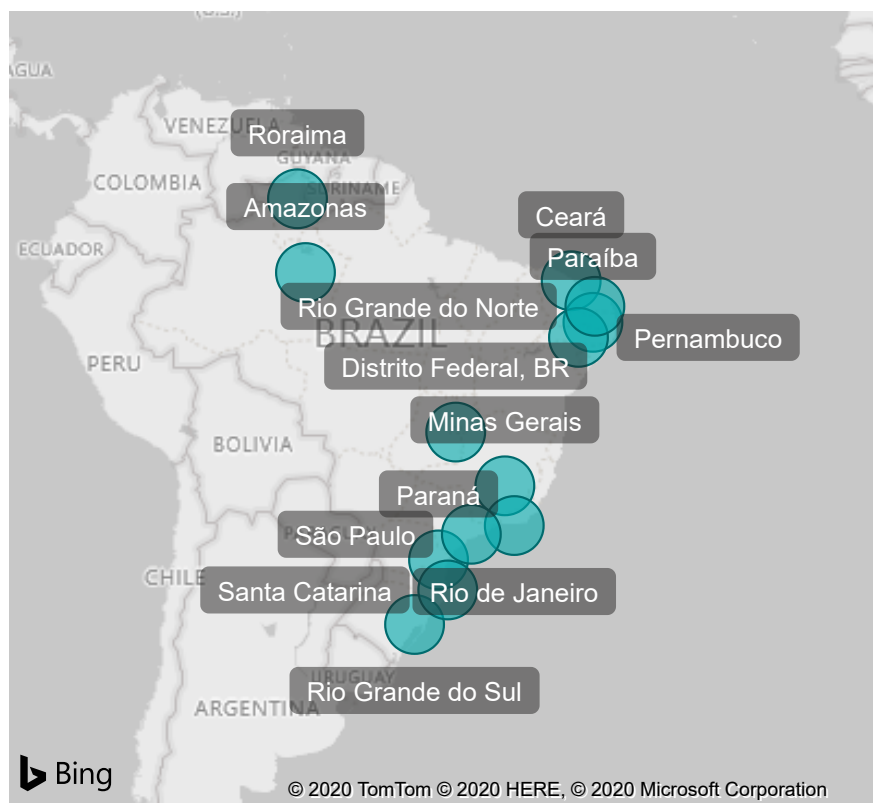 (U.S.)
AGUA
VENEZUELA
Roraima
GUYANA
COLOMBIA
SURINAME
Amazonas
Ceará
ECUADOR
Paraíba
Rio Grande do Norte
BRAZIL
Pernambuco
PERU
Distrito Federal, BR
Minas Gerais
BOLIVIA
Paraná
PARAGUAY
São Paulo
CHILE
Santa Catarina
Rio de Janeiro
URUGUAY
Rio Grande do Sul
ARGENTINA
Bing
© 2020 TomTom © 2020 HERE, © 2020 Microsoft Corporation